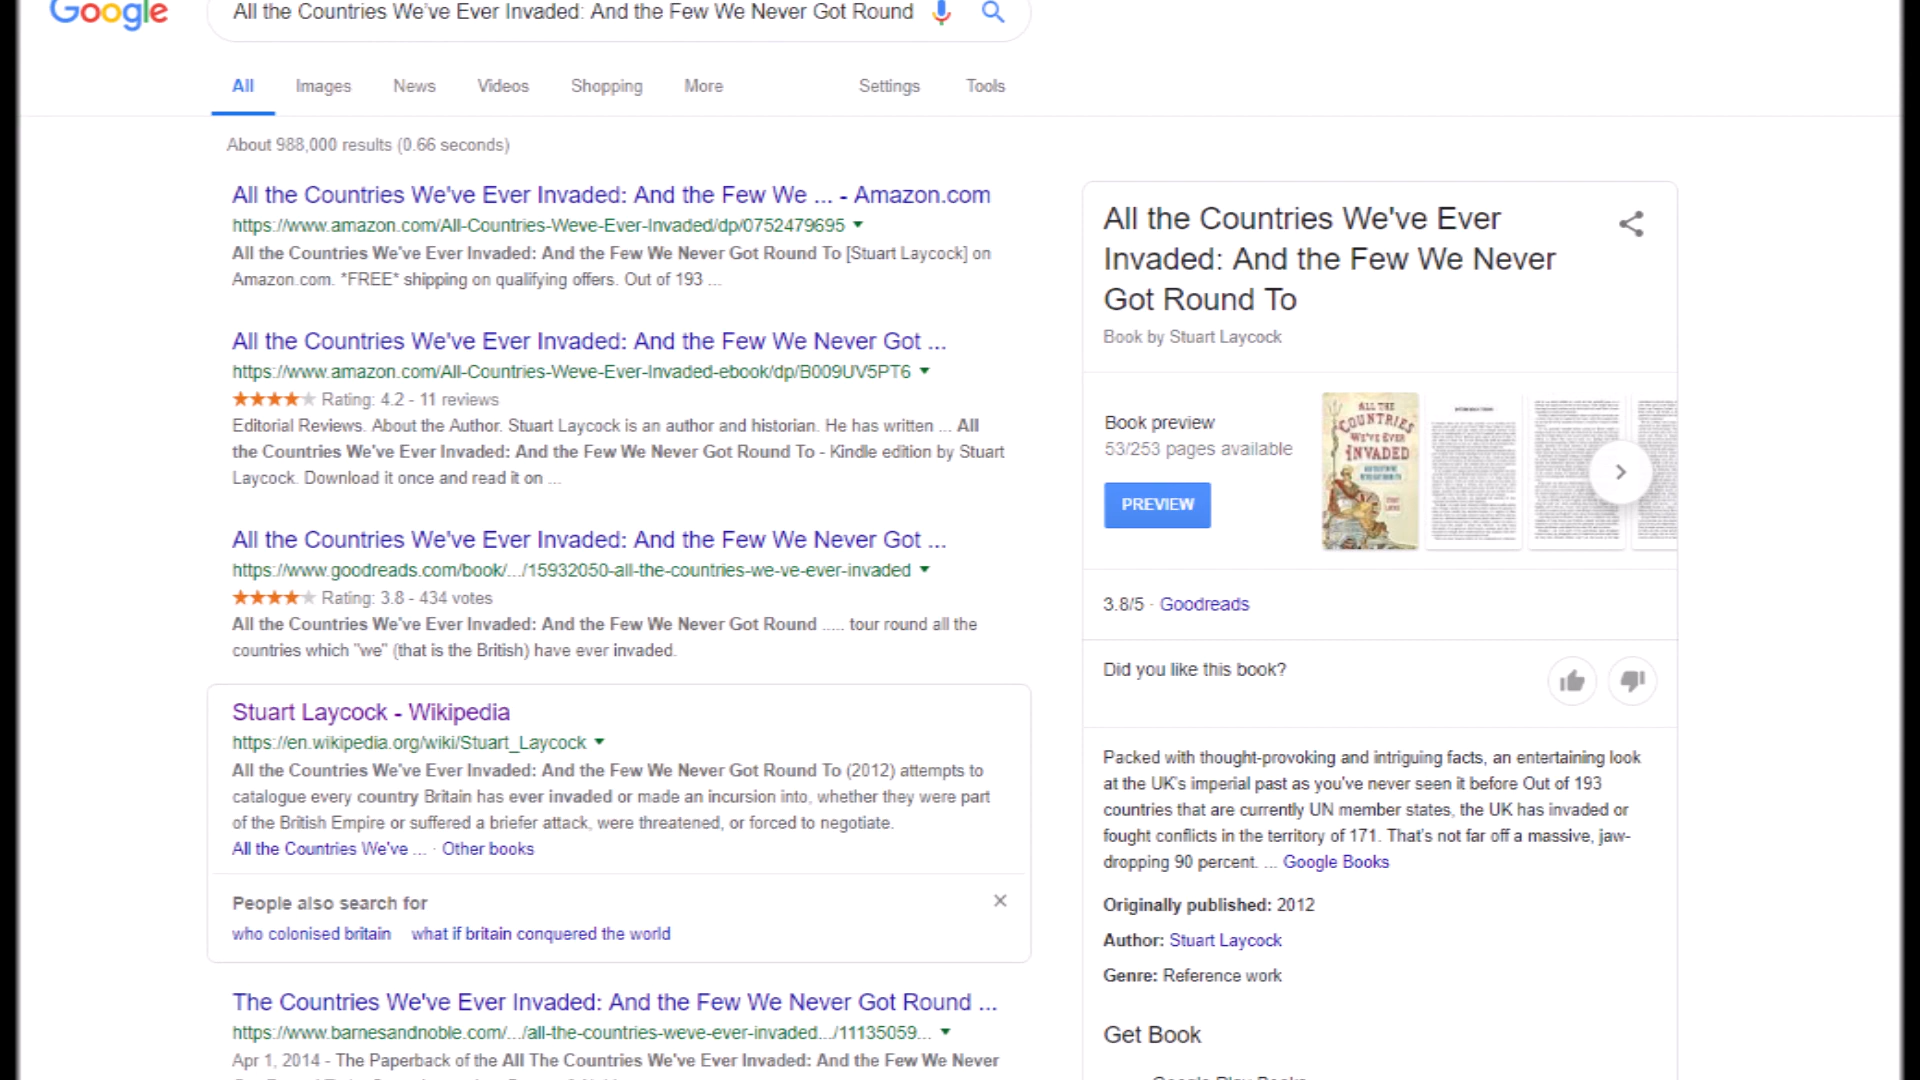 Google
All the Countries We've Ever Invaded: And the Few We Never Got Round
All
Images
News
Videos
Shopping
More
Settings
Tools
About 988,000 results (0.66 seconds)
All the Countries We've Ever Invaded: And the Few We ... - Amazon.com
https://www.amazon.com/All-Countries-Weve-Ever-Invaded/dp/0752479695
All the Countries We've Ever Invaded: And the Few We Never Got Round To [Stuart Laycock] on
Amazon.com. *FREE* shipping on qualifying offers. Out of 193 ...
All the Countries We've Ever Invaded: And the Few We Never Got ...
https://www.amazon.com/All-Countries-Weve-Ever-Invaded-ebook/dp/B009UV5PT6
Rating: 4.2 - 11 reviews
Editorial Reviews. About the Author. Stuart Laycock is an author and historian. He has written ... All
the Countries We've Ever Invaded: And the Few We Never Got Round To - Kindle edition by Stuart
Laycock. Download it once and read it on ...
All the Countries We've Ever Invaded: And the Few We Never Got ...
https://www.goodreads.com/book/.../15932050-all-the-countries-we-ve-ever-invaded
Rating: 3.8 - 434 votes
All the Countries We've Ever Invaded: And the Few We Never Got Round ..... tour round all the
countries which "we" (that is the British) have ever invaded.
Stuart Laycock - Wikipedia
https://en.wikipedia.org/wiki/Stuart_Laycock
All the Countries We've Ever Invaded: And the Few We Never Got Round To (2012) attempts to
catalogue every country Britain has ever invaded or made an incursion into, whether they were part
of the British Empire or suffered a briefer attack, were threatened, or forced to negotiate.
All the Countries We've ... · Other books
People also search for
who colonised britain what if britain conquered the world
The Countries We've Ever Invaded: And the Few We Never Got Round ...
https://www.barnesandnoble.com/.../all-the-countries-weve-ever-invaded.../11135059...
Apr 1, 2014 - The Paperback of the All The Countries We've Ever Invaded: And the Few We Never
All the Countries We've Ever
Invaded: And the Few We Never
Got Round To
Book by Stuart Laycock
Book preview
53/253 pages available
PREVIEW
ALL THE
COUNTRIES
WE'VE EVER
INVADED
3.8/5 · Goodreads
Did you like this book?
Packed with thought-provoking and intriguing facts, an entertaining look
at the UK's imperial past as you've never seen it before Out of 193
countries that are currently UN member states, the UK has invaded or
fought conflicts in the territory of 171. That's not far off a massive, jaw-
dropping 90 percent. ... Google Books
Originally published: 2012
Author: Stuart Laycock
Genre: Reference work
Get Book
Google Play Books